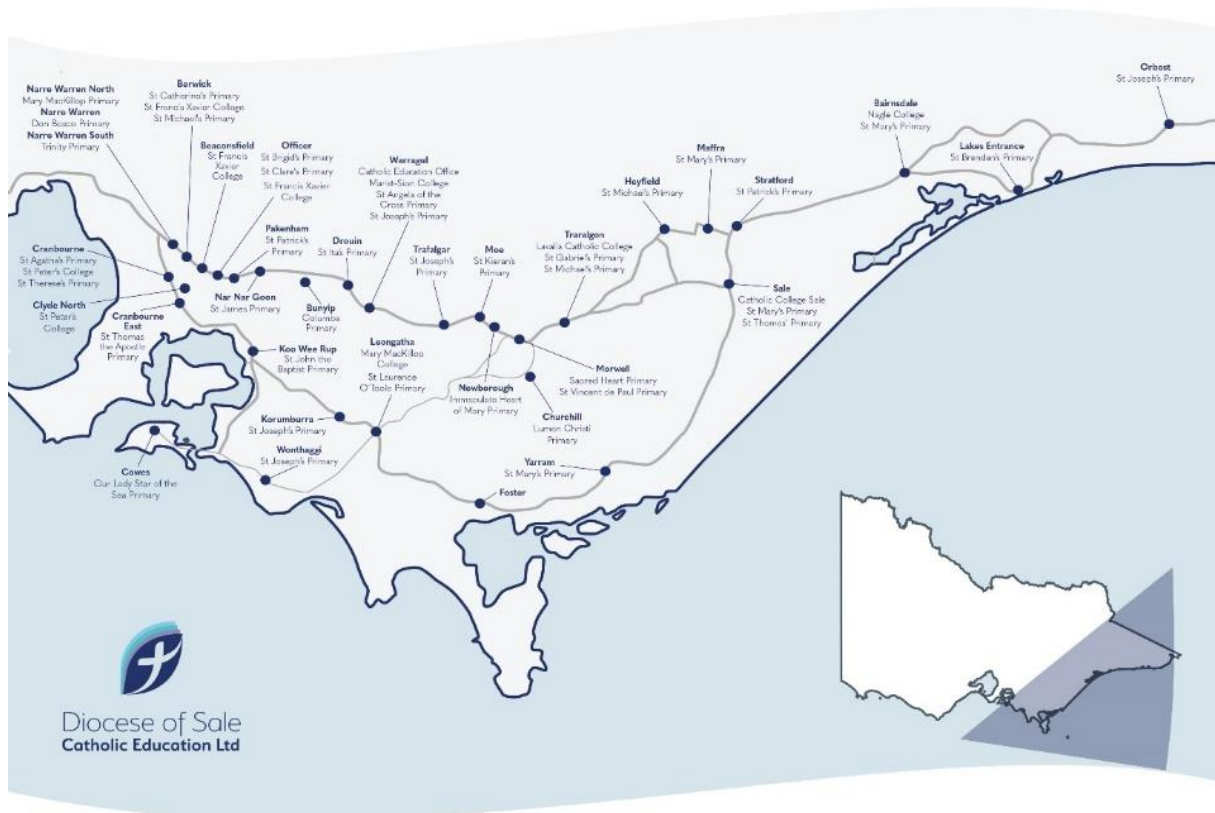 Narre Warren North
Mary MacKillop Primary
Narre Warren
Don Bosco Primary
Narre Warren South
Trinity Primary
Berwick
St Catherine's Primary
St Francis Xavier College
St Michael's Primary
Beaconsfield
St Francis
Xavier
College
Officer
St Brigid's Primary
St Clare's Primary
St Francis Xavier
College
Pakenham
St Patrick's
Primary
Nar Nar Goon
St James Primary
Bunyip
Columba
Primary
Drouin
St Ita's Primary
Warragul
Catholic Education Office
Marist-Sion College
St Angela of the
Cross Primary
St Joseph's Primary
Trafalgar
St Joseph's
Primary
Moe
St Kieran's
Primary
Newborough
Immaculate Heart
of Mary Primary
Morwell
Sacred Heart Primary
St Vincent de Paul Primary
Churchill
Lumen Christi
Primary
Traralgon
Lavalla Catholic College
St Gabriel's Primary
St Michael's Primary
Heyfield
St Michael's Primary
Maffra
St Mary's Primary
Stratford
St Patrick's Primary
Sale
Catholic College Sale
St Mary's Primary
St Thomas' Primary
Bairnsdale
Nagle College
St Mary's Primary
Lakes Entrance
St Brendan's Primary
Orbost
St Joseph's Primary
Cranbourne
St Agatha's Primary
St Peter's College
St Therese's Primary
Clyde North
St Peter's
College
Cranbourne
East
St Thomas
the Apostle
Primary
Koo Wee Rup
St John the
Baptist Primary
Leongatha
Mary MacKillop
College
St Laurence
O'Toole Primary
Korumburra
St Joseph's Primary
Wonthaggi
St Joseph's Primary
Cowes
Our Lady Star of the
Sea Primary
Foster
Yarram
St Mary's Primary
Diocese of Sale
Catholic Education Ltd